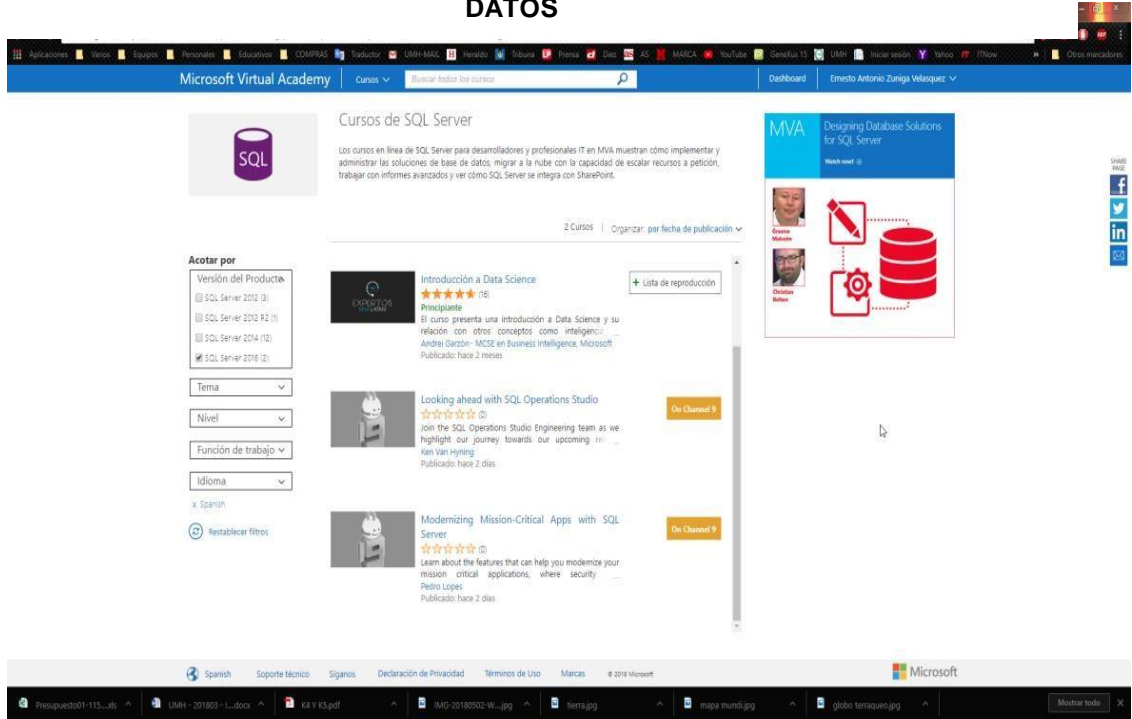 DATOS
Aplicaciones Varios Equipos Personales Educativos COMPRAS Traductor UMH-MAIL Heraldo Tribuna Prensa Diez AS MARCA YouTube Genellus 15 UMH Iniciar sesión Yahoo ITNow » Otros marcadores
Microsoft Virtual Academy Cursos Buscar todos los cursos Dashboard Ernesto Antonio Zuniga Velasquez
SQL
Cursos de SQL Server
Los cursos en línea de SQL Server para desarrolladores y profesionales IT en MVA muestran cómo implementar y
administrar las soluciones de base de datos, migrar a la nube con la capacidad de escalar recursos a petición,
trabajar con informes avanzados y ver cómo SQL Server se integra con SharePoint.
2 Cursos | Organizar: por fecha de publicación
MVA
Designing Database Solutions
for SQL Server
Watch now!
Graeme
Malcolm
Christian
Bolton
SHARE
PAGE
Acotar por
Versión del Producto
SQL Server 2012 (3)
SQL Server 2012 R2 (1)
SQL Server 2014 (12)
SQL Server 2016 (2)
Tema
Nivel
Función de trabajo
Idioma
x Spanish
Restablecer filtros
EXPERTOS
Introducción a Data Science
(16)
Principiante
El curso presenta una introducción a Data Science y su
relación con otros conceptos como inteligencia ...
Andrei Garzón - MCSE en Business Intelligence, Microsoft
Publicado: hace 2 meses
+ Lista de reproducción
Looking ahead with SQL Operations Studio
(0)
Join the SQL Operations Studio Engineering team as we
highlight our journey towards our upcoming rele ...
Ken Van Hyning
Publicado: hace 2 días
On Channel 9
Modernizing Mission-Critical Apps with SQL
Server
(0)
Learn about the features that can help you modernize your
mission critical applications, where security ...
Pedro Lopes
Publicado: hace 2 días
On Channel 9
Spanish Soporte técnico Síganos Declaración de Privacidad Términos de Uso Marcas © 2018 Microsoft Microsoft
Presupuesto01-115....xls UMH - 201803 - I....docx K4 Y K5.pdf IMG-20180502-W....jpg tierra.jpg mapa mundi.jpg globo terraqueo.jpg Mostrar todo X